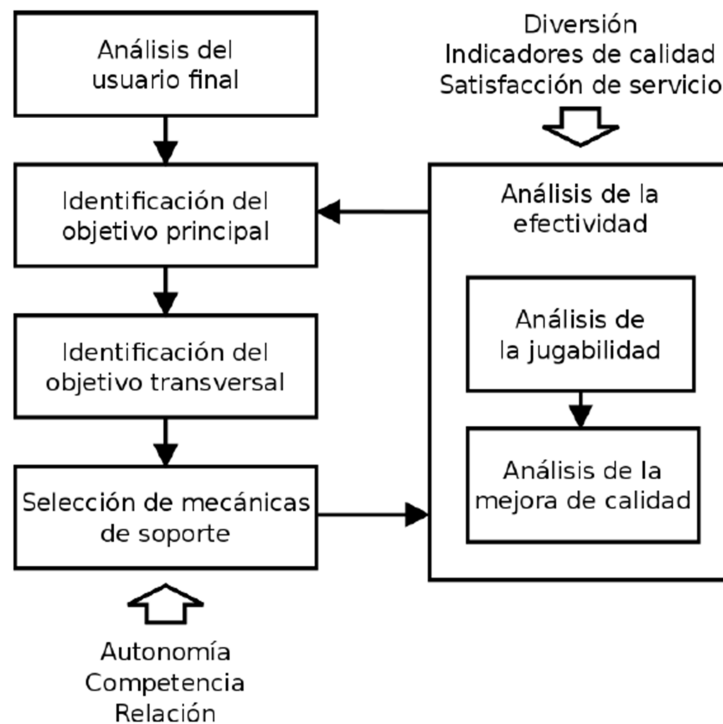 Análisis del
usuario final
Identificación del
objetivo principal
Identificación del
objetivo transversal
Selección de mecánicas
de soporte
Autonomía
Competencia
Relación
Diversión
Indicadores de calidad
Satisfacción de servicio
Análisis de la
efectividad
Análisis de
la jugabilidad
Análisis de la
mejora de calidad